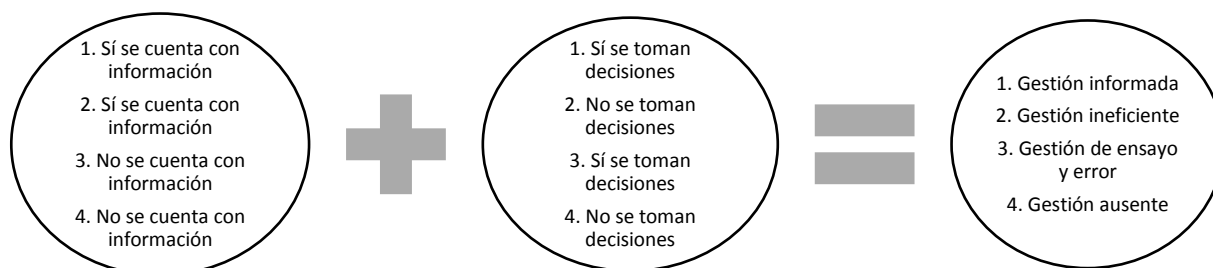 1. Sí se cuenta con
información
2. Sí se cuenta con
información
3. No se cuenta con
información
4. No se cuenta con
información
1. Sí se toman
decisiones
2. No se toman
decisiones
3. Sí se toman
decisiones
4. No se toman
decisiones
1. Gestión informada
2. Gestión ineficiente
3. Gestión de ensayo
y error
4. Gestión ausente